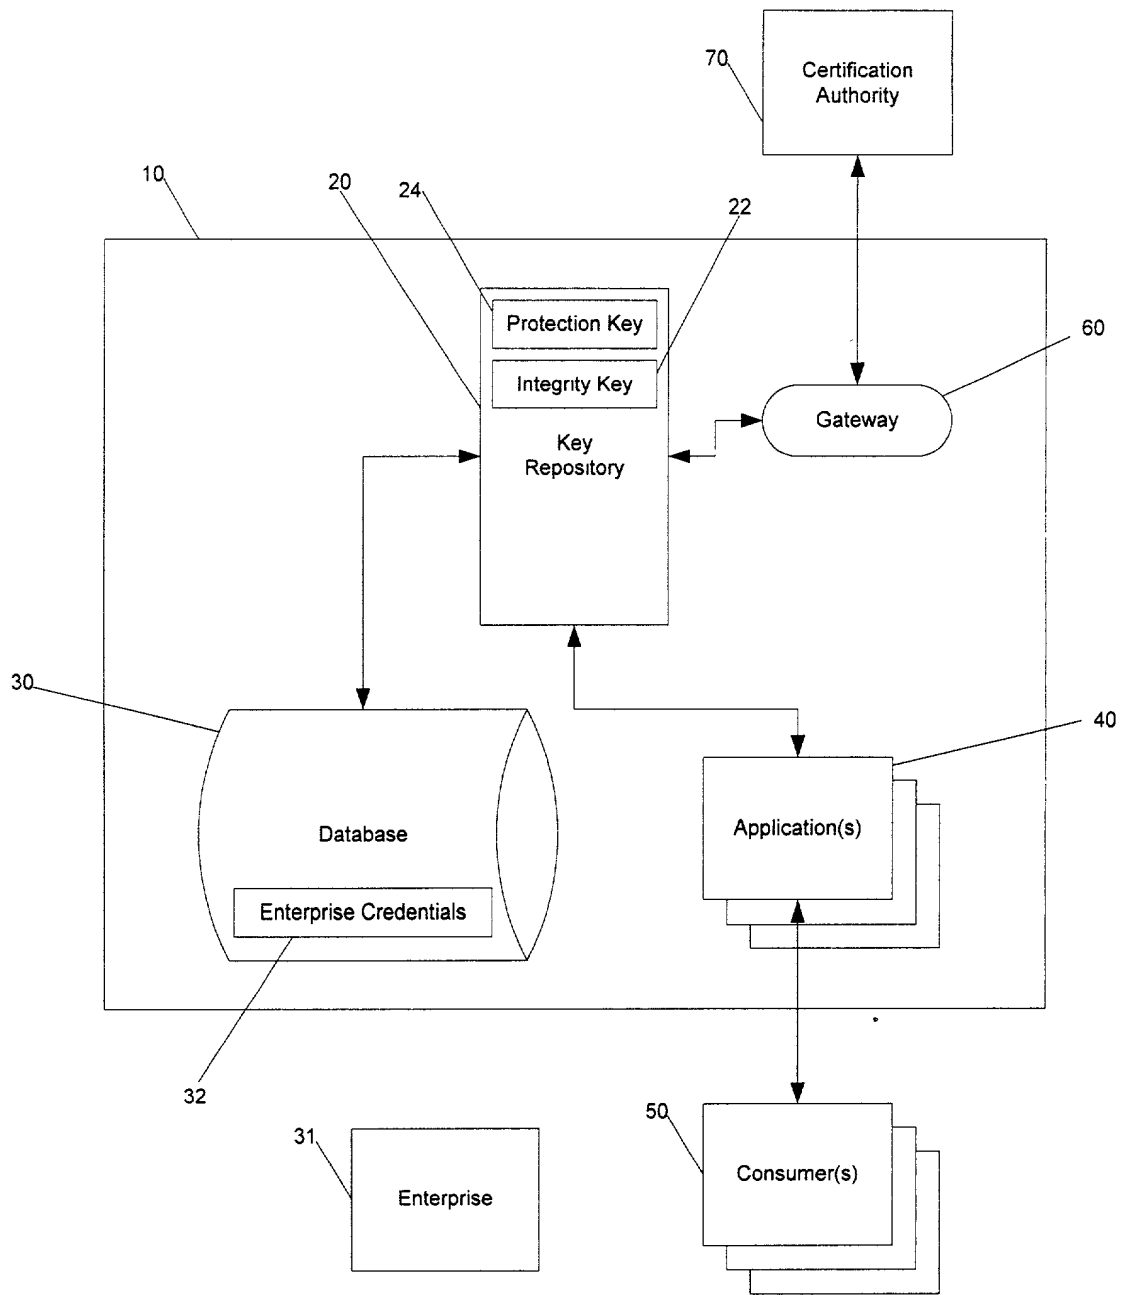 70
Certification
Authority
10
20
24
22
Protection Key
60
Integrity Key
Gateway
Key
Repository
30
40
Database
Application(s)
Enterprise Credentials
32
31
50
Enterprise
Consumer(s)